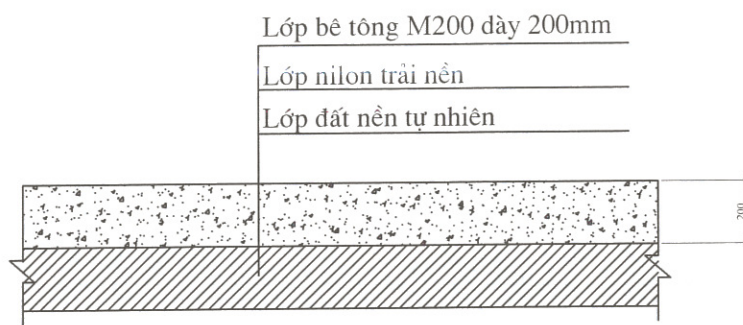 Lớp bê tông M200 dày 200mm
Lớp nilon trải nền
Lớp đất nền tự nhiên
200